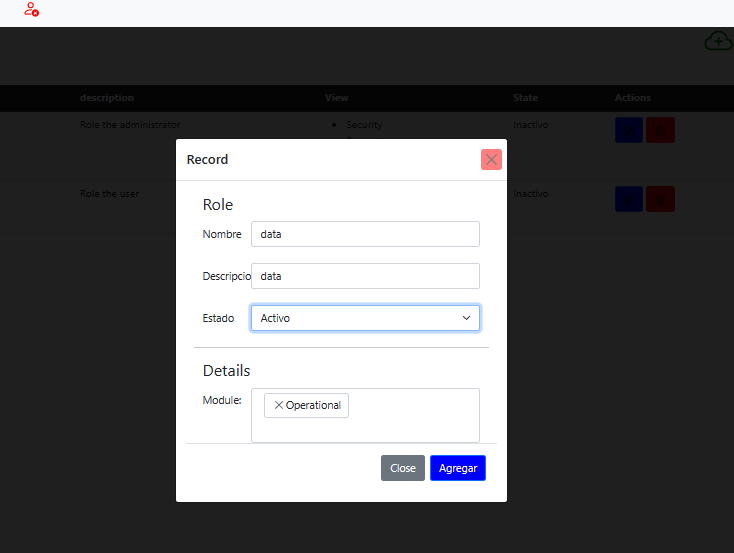 description View State Actions
Role the administrator Security Inactivo
Role the user Inactivo
Record
Role
Nombre data
Descripcio data
Estado Activo
Details
Module: Operational
Close Agregar